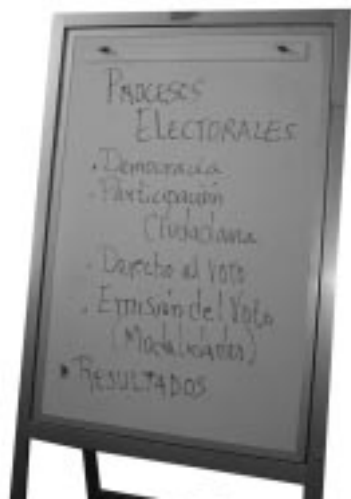 PROCESOS
ELECTORALES
• Democracia
• Participación
Ciudadana
• Derecho al Voto
• Emisión del Voto
(Modalidades)
• RESULTADOS